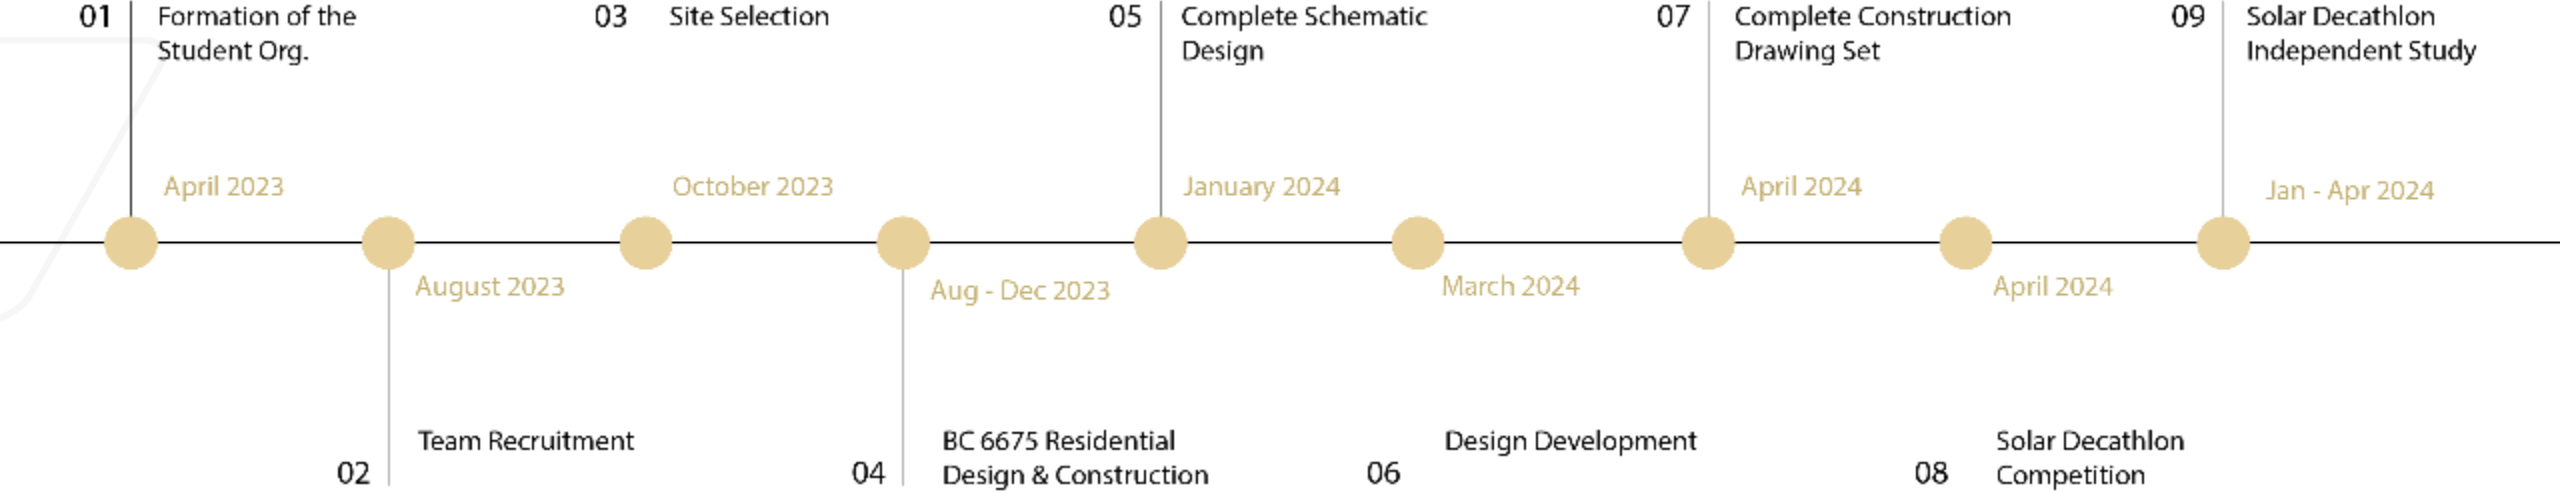 01
Formation of the
Student Org.
April 2023
02
Team Recruitment
August 2023
03
Site Selection
October 2023
04
BC 6675 Residential
Design & Construction
Aug - Dec 2023
05
Complete Schematic
Design
January 2024
06
Design Development
March 2024
07
Complete Construction
Drawing Set
April 2024
08
Solar Decathlon
Competition
April 2024
09
Solar Decathlon
Independent Study
Jan - Apr 2024